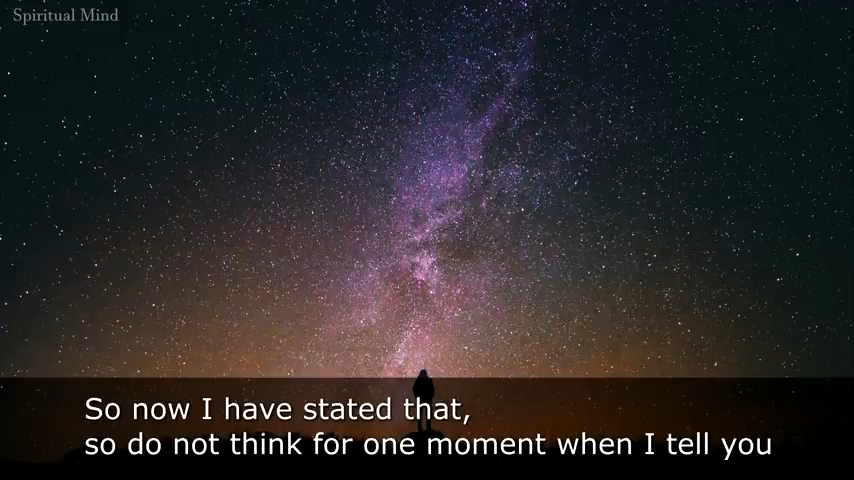 Spiritual Mind
So now I have stated that,
so do not think for one moment when I tell you